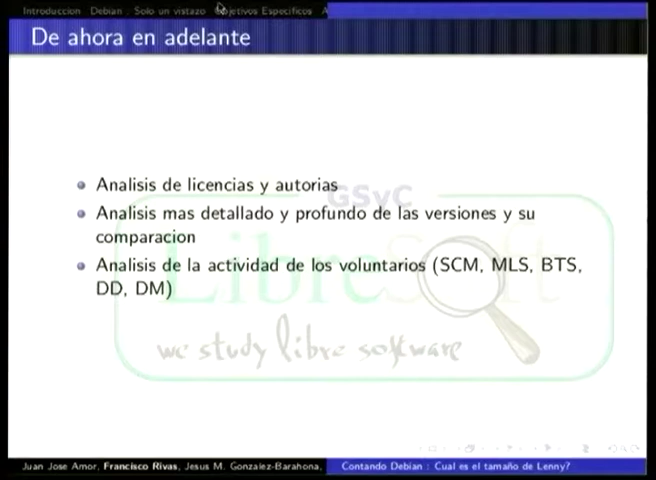 Introduccion Debian : Solo un vistazo Objetivos Especificos A
De ahora en adelante
Analisis de licencias y autorias
GSyC
Analisis mas detallado y profundo de las versiones y su
comparacion
Analisis de la actividad de los voluntarios (SCM, MLS, BTS,
DD, DM)
LibreSoft
we study libre software
Juan Jose Amor, Francisco Rivas, Jesus M. Gonzalez-Barahona, Contando Debian : Cual es el tamaño de Lenny?